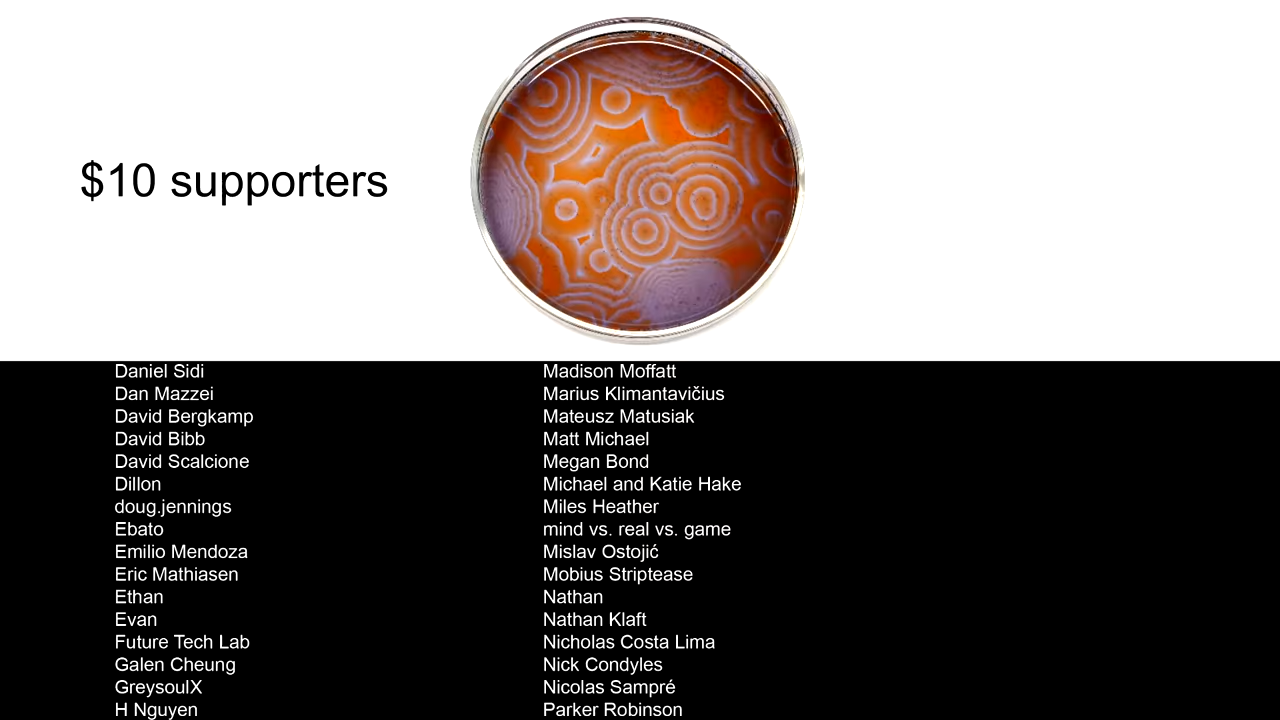 $10 supporters
Daniel Sidi
Dan Mazzei
David Bergkamp
David Bibb
David Scalcione
Dillon
doug.jennings
Ebato
Emilio Mendoza
Eric Mathiasen
Ethan
Evan
Future Tech Lab
Galen Cheung
GreysoulX
H Nguyen
Madison Moffatt
Marius Klimantavičius
Mateusz Matusiak
Matt Michael
Megan Bond
Michael and Katie Hake
Miles Heather
mind vs. real vs. game
Mislav Ostojić
Mobius Striptease
Nathan
Nathan Klaft
Nicholas Costa Lima
Nick Condyles
Nicolas Sampré
Parker Robinson